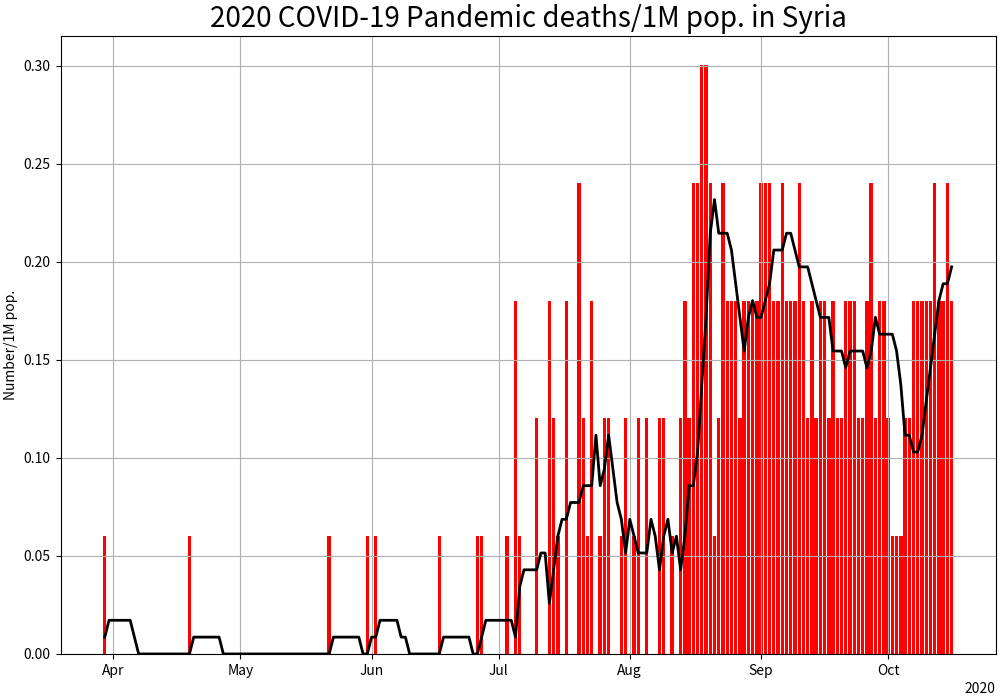 2020 COVID-19 Pandemic deaths/1M pop. in Syria
Number/1M pop.
0.30
0.25
0.20
0.15
0.10
0.05
0.00
Apr May Jun Jul Aug Sep Oct
2020